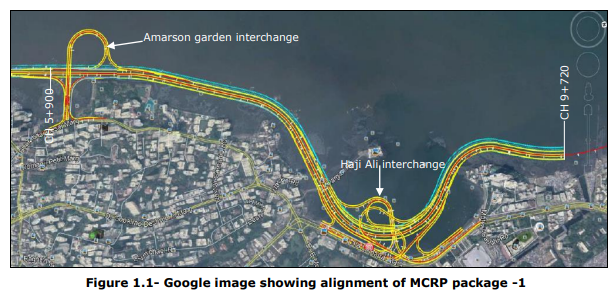 Amarson garden interchange
CH 5+900
CH 9+720
Haji Ali interchange
Figure 1.1- Google image showing alignment of MCRP package -1